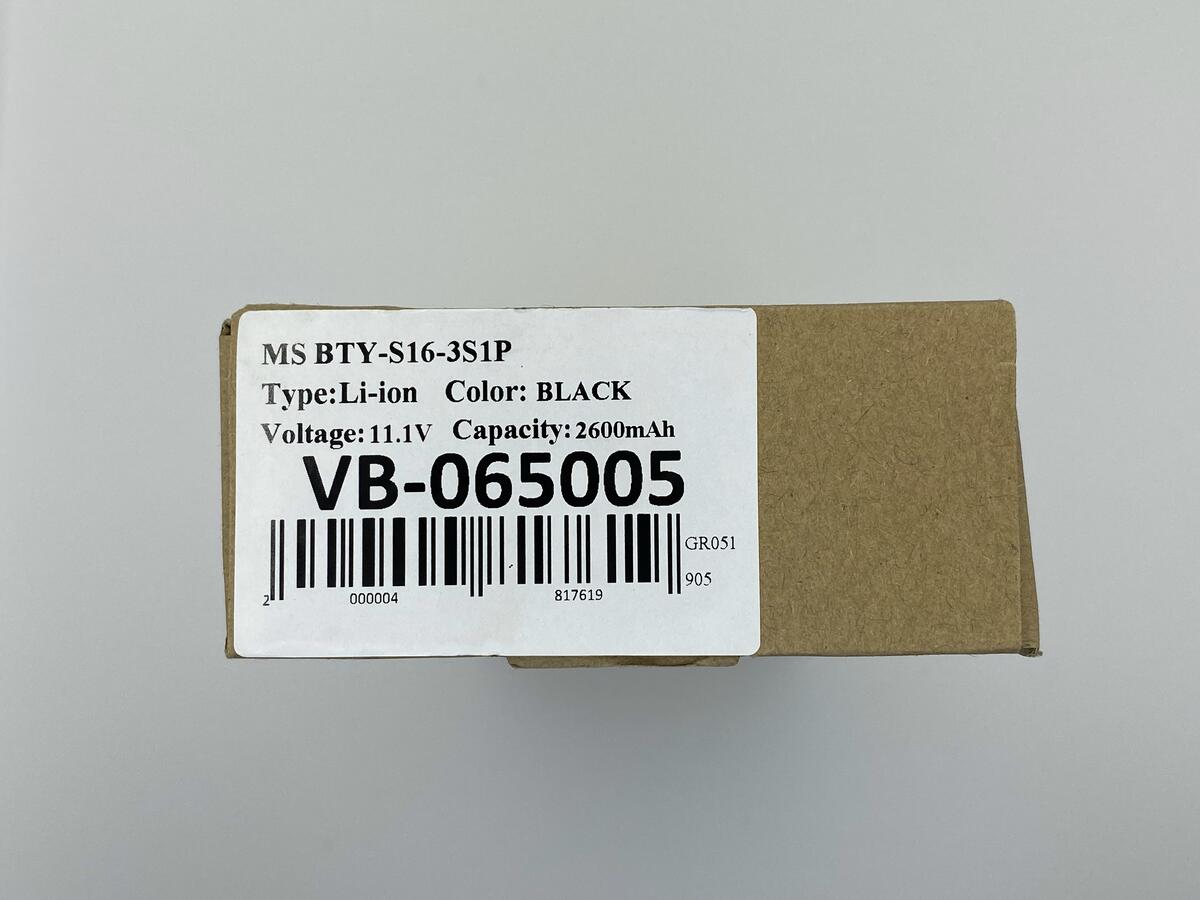 MS BTY-S16-3S1P
Type:Li-ion Color: BLACK
Voltage: 11.1V Capacity: 2600mAh
VB-065005
GR051
905
2 000004 817619